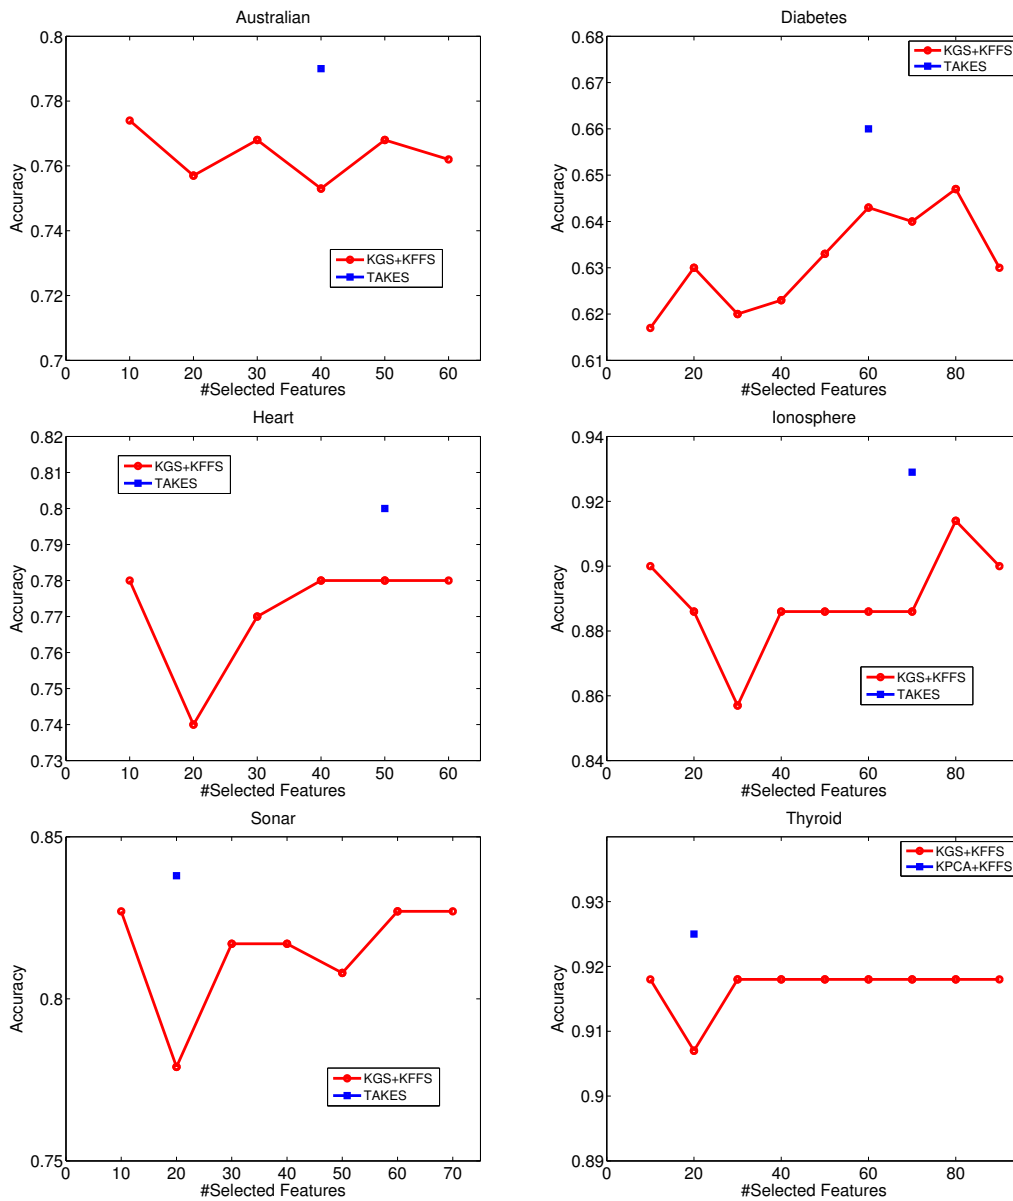 Australian
0.8
0.78
0.76
0.74
0.72
0.7
Accuracy
KGS+KFFS
TAKES
0 10 20 30 40 50 60
#Selected Features
Diabetes
0.68
0.67
0.66
0.65
0.64
0.63
0.62
0.61
Accuracy
KGS+KFFS
TAKES
0 20 40 60 80
#Selected Features
Heart
0.82
0.81
0.8
0.79
0.78
0.77
0.76
0.75
0.74
0.73
Accuracy
KGS+KFFS
TAKES
0 10 20 30 40 50 60
#Selected Features
Ionosphere
0.94
0.92
0.9
0.88
0.86
0.84
Accuracy
KGS+KFFS
TAKES
0 20 40 60 80
#Selected Features
Sonar
0.85
0.8
0.75
Accuracy
KGS+KFFS
TAKES
0 10 20 30 40 50 60 70
#Selected Features
Thyroid
0.93
0.92
0.91
0.9
0.89
Accuracy
KGS+KFFS
KPCA+KFFS
0 20 40 60 80
#Selected Features